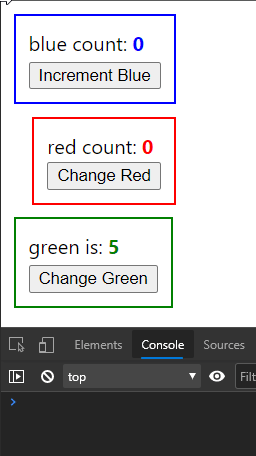 blue count: 0
Increment Blue
red count: 0
Change Red
green is: 5
Change Green
Elements Console Sources
top Filt